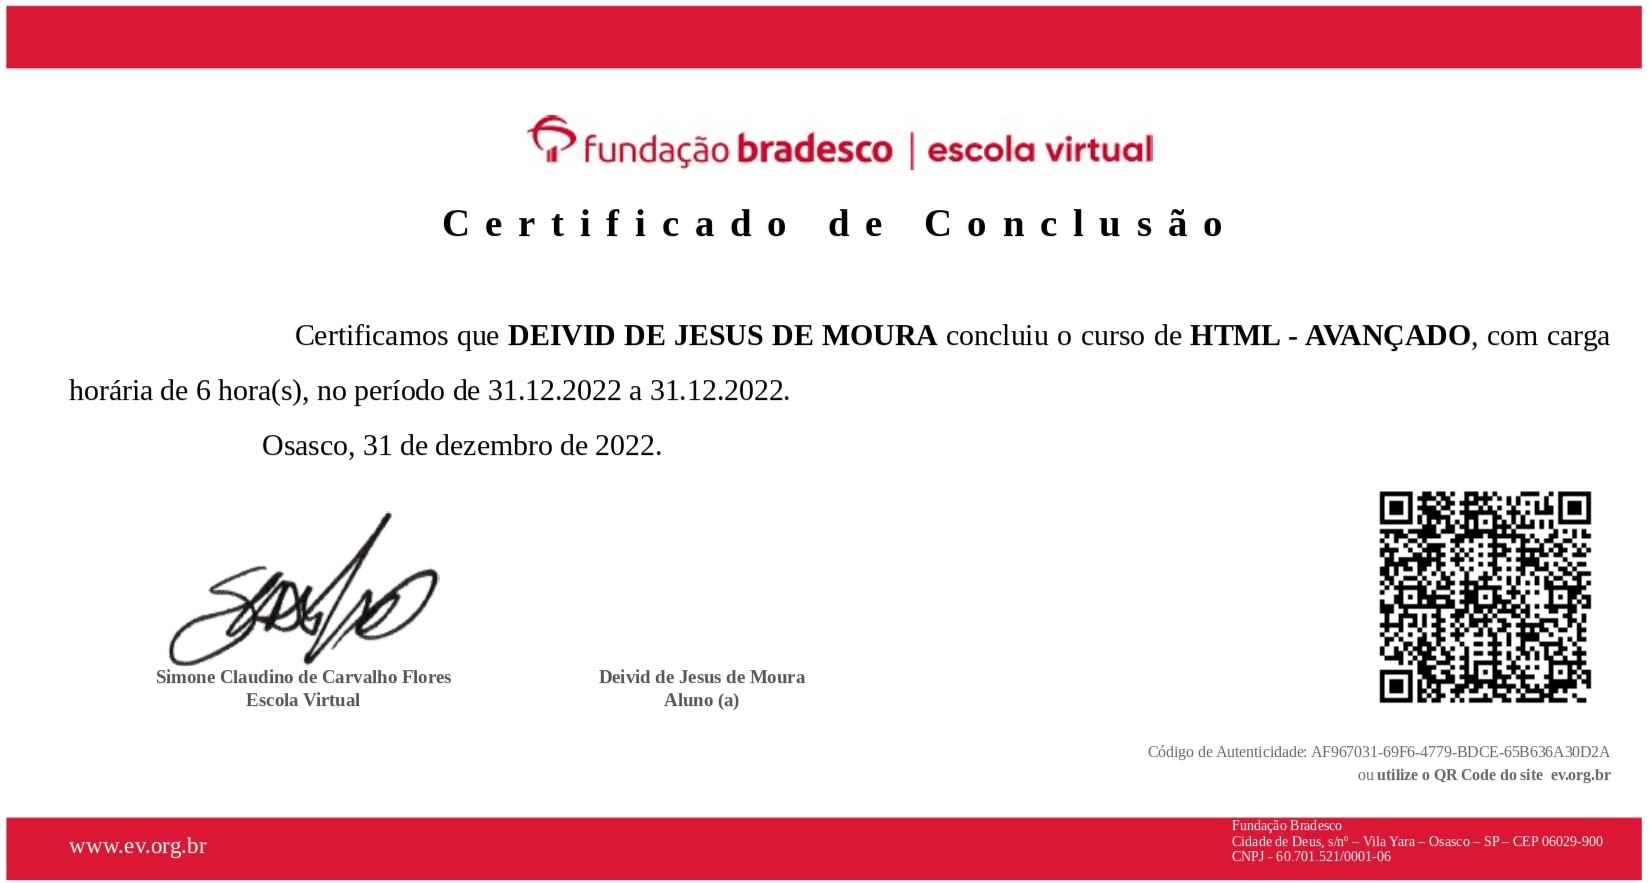 fundação bradesco | escola virtual
Certificado de Conclusão
Certificamos que DEIVID DE JESUS DE MOURA concluiu o curso de HTML - AVANÇADO, com carga
horária de 6 hora(s), no período de 31.12.2022 a 31.12.2022.
Osasco, 31 de dezembro de 2022.
Simone Claudino de Carvalho Flores
Escola Virtual
Deivid de Jesus de Moura
Aluno (a)
Código de Autenticidade: AF967031-69F6-4779-BDCE-65B636A30D2A
ou utilize o QR Code do site ev.org.br
www.ev.org.br
Fundação Bradesco
Cidade de Deus, s/nº – Vila Yara – Osasco – SP – CEP 06029-900
CNPJ - 60.701.521/0001-06